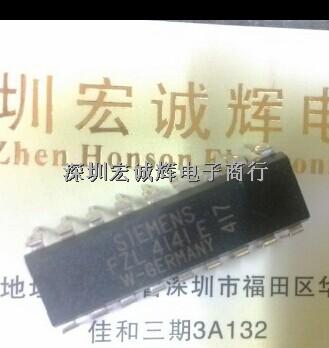 圳宏诚辉电
Zhen Honson Ele
深圳宏诚辉电子商行
SIEMENS
FZL 4141 E 417
W-GERMANY
地
深圳市福田区华
佳和三期3A132